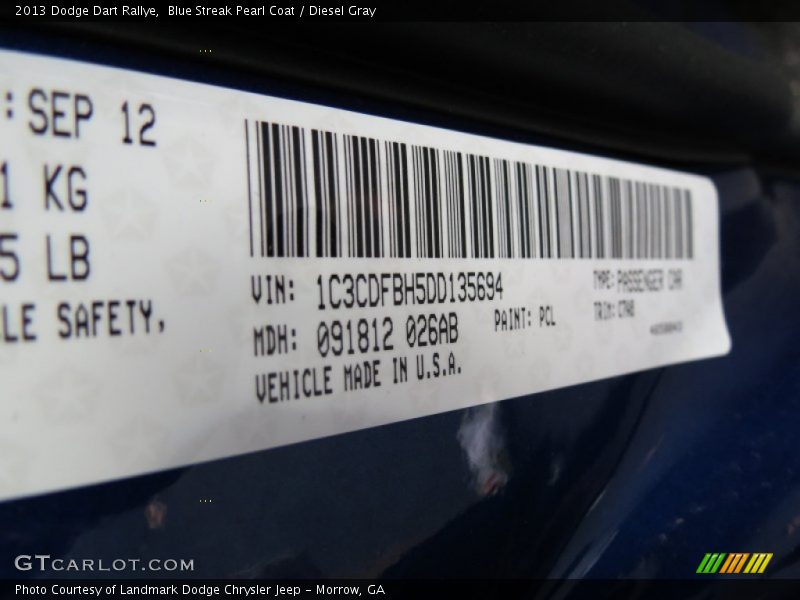 2013 Dodge Dart Rallye, Blue Streak Pearl Coat / Diesel Gray
: SEP 12
1 KG
5 LB
LE SAFETY,
VIN: 1C3CDFBH5DD135694
MDH: 091812 026AB
VEHICLE MADE IN U.S.A.
PAINT: PCL
TYPE: PASSENGER CAR
TRIM:
GTCARLOT.COM
Photo Courtesy of Landmark Dodge Chrysler Jeep - Morrow, GA